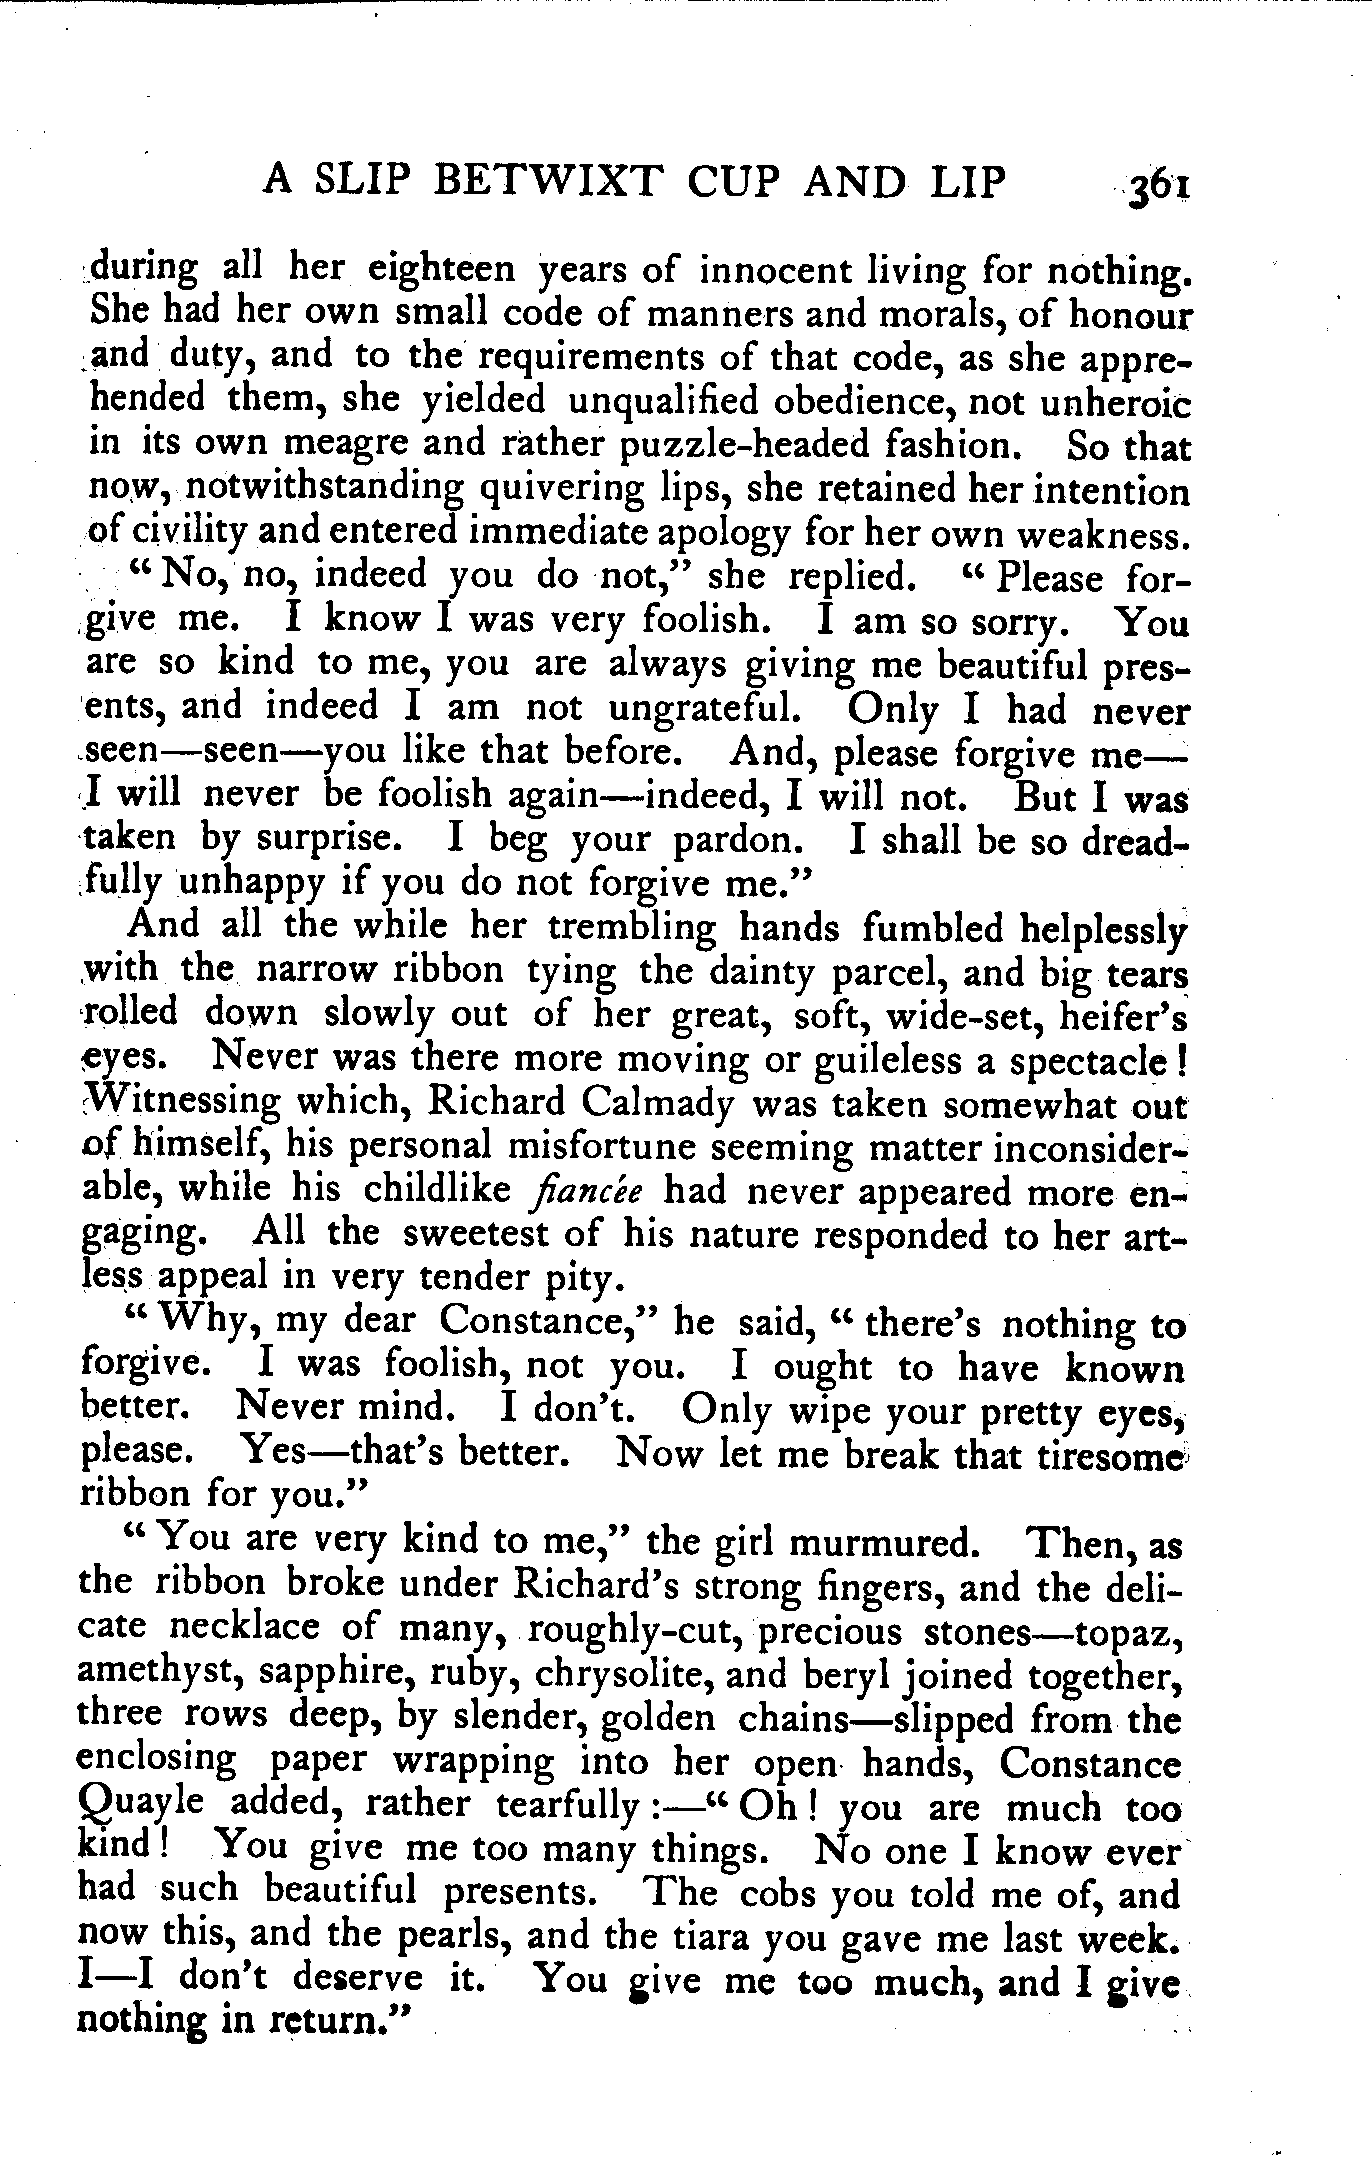 A SLIP BETWIXT CUP AND LIP 361
during all her eighteen years of innocent living for nothing.
She had her own small code of manners and morals, of honour
and duty, and to the requirements of that code, as she appre-
hended them, she yielded unqualified obedience, not unheroic
in its own meagre and rather puzzle-headed fashion. So that
now, notwithstanding quivering lips, she retained her intention
of civility and entered immediate apology for her own weakness.
“No, no, indeed you do not,” she replied. “Please for-
give me. I know I was very foolish. I am so sorry. You
are so kind to me, you are always giving me beautiful pres-
ents, and indeed I am not ungrateful. Only I had never
seen—seen—you like that before. And, please forgive me—
I will never be foolish again—indeed, I will not. But I was
taken by surprise. I beg your pardon. I shall be so dread-
fully unhappy if you do not forgive me.”
And all the while her trembling hands fumbled helplessly
with the narrow ribbon tying the dainty parcel, and big tears
rolled down slowly out of her great, soft, wide-set, heifer’s
eyes. Never was there more moving or guileless a spectacle!
Witnessing which, Richard Calmady was taken somewhat out
of himself, his personal misfortune seeming matter inconsider-
able, while his childlike fiancée had never appeared more en-
gaging. All the sweetest of his nature responded to her art-
less appeal in very tender pity.
“Why, my dear Constance,” he said, “there’s nothing to
forgive. I was foolish, not you. I ought to have known
better. Never mind. I don’t. Only wipe your pretty eyes,
please. Yes—that’s better. Now let me break that tiresome
ribbon for you.”
“You are very kind to me,” the girl murmured. Then, as
the ribbon broke under Richard’s strong fingers, and the deli-
cate necklace of many, roughly-cut, precious stones—topaz,
amethyst, sapphire, ruby, chrysolite, and beryl joined together,
three rows deep, by slender, golden chains—slipped from the
enclosing paper wrapping into her open hands, Constance
Quayle added, rather tearfully:—“Oh! you are much too
kind! You give me too many things. No one I know ever
had such beautiful presents. The cobs you told me of, and
now this, and the pearls, and the tiara you gave me last week.
I—I don’t deserve it. You give me too much, and I give
nothing in return.”